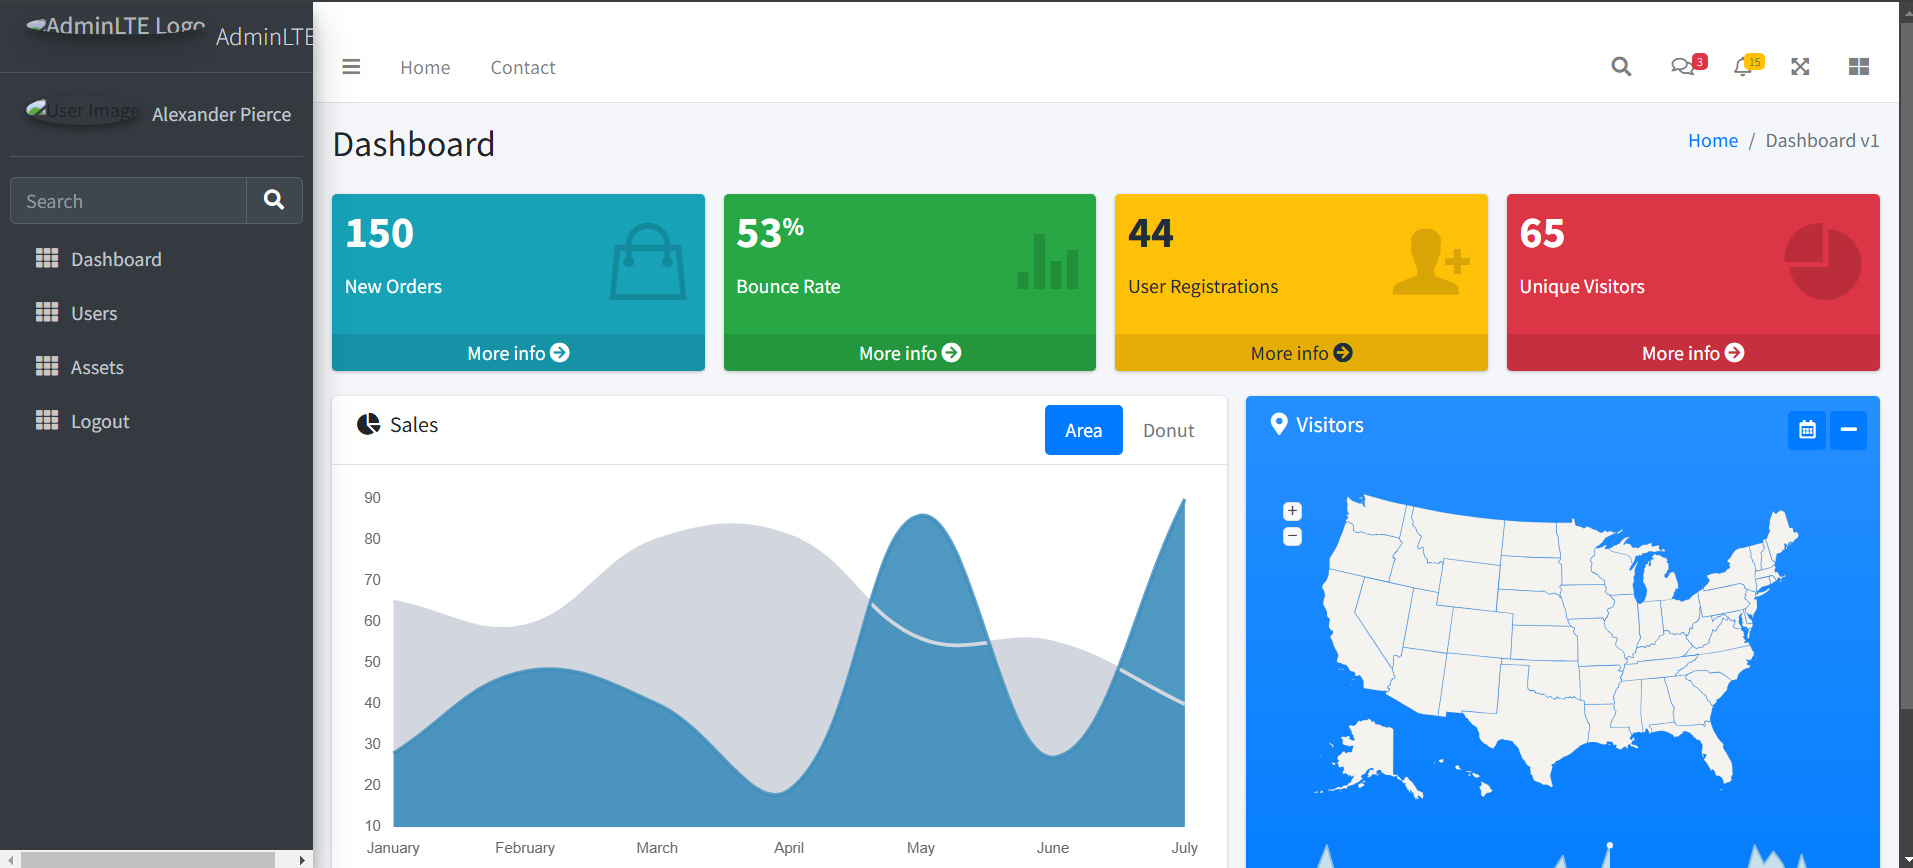 AdminLTE Logo
AdminLTE
User Image
Alexander Pierce
Search
Dashboard
Users
Assets
Logout
Home
Contact
3
15
Dashboard
Home / Dashboard v1
150
New Orders
More info
53%
Bounce Rate
More info
44
User Registrations
More info
65
Unique Visitors
More info
Sales
Area
Donut
90
80
70
60
50
40
30
20
10
January
February
March
April
May
June
July
Visitors
+
−